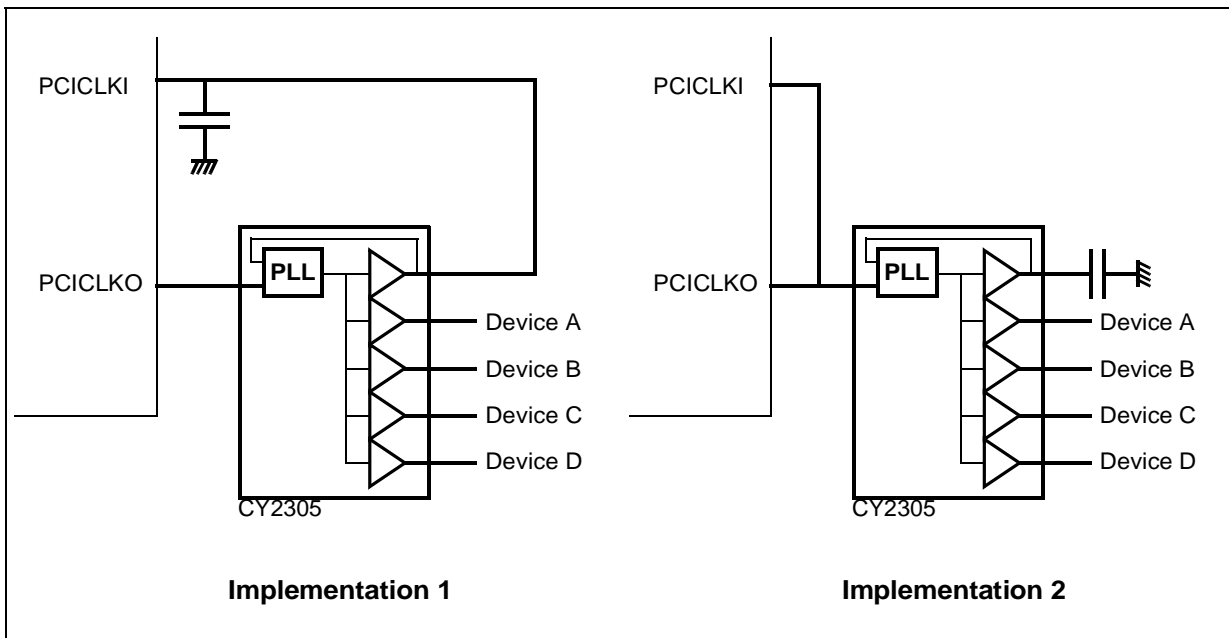 PCICLKI
PCICLKO
PLL
Device A
Device B
Device C
Device D
CY2305
Implementation 1
PCICLKI
PCICLKO
PLL
Device A
Device B
Device C
Device D
CY2305
Implementation 2